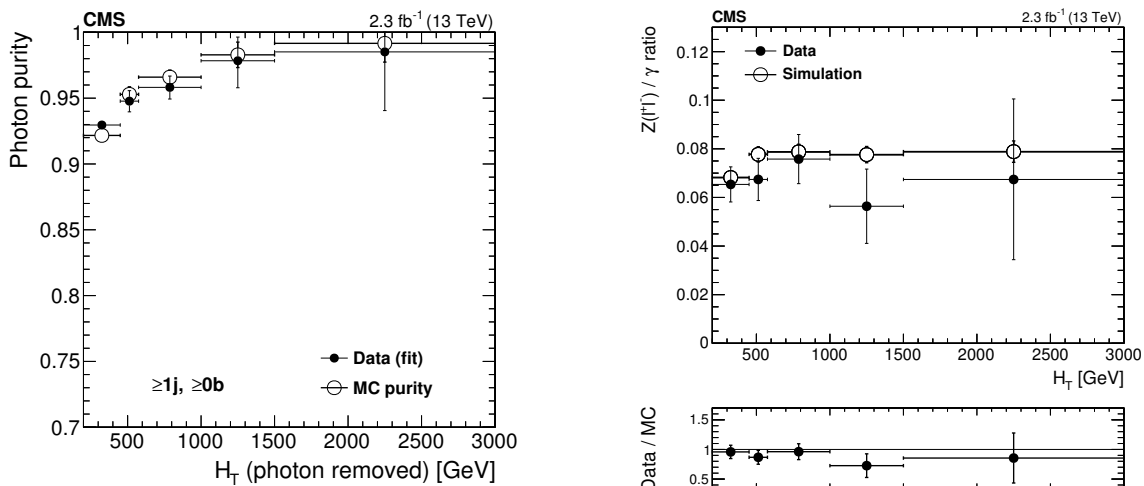 CMS 2.3 fb⁻¹ (13 TeV)
Photon purity
1
0.95
0.9
0.85
0.8
0.75
0.7
Data (fit)
MC purity
≥1j, ≥0b
500 1000 1500 2000 2500 3000
H_T (photon removed) [GeV]
CMS 2.3 fb⁻¹ (13 TeV)
Z(l⁺l⁻) / γ ratio
0.12
0.1
0.08
0.06
0.04
0.02
0
Data
Simulation
500 1000 1500 2000 2500 3000
H_T [GeV]
Data / MC
1.5
1
0.5